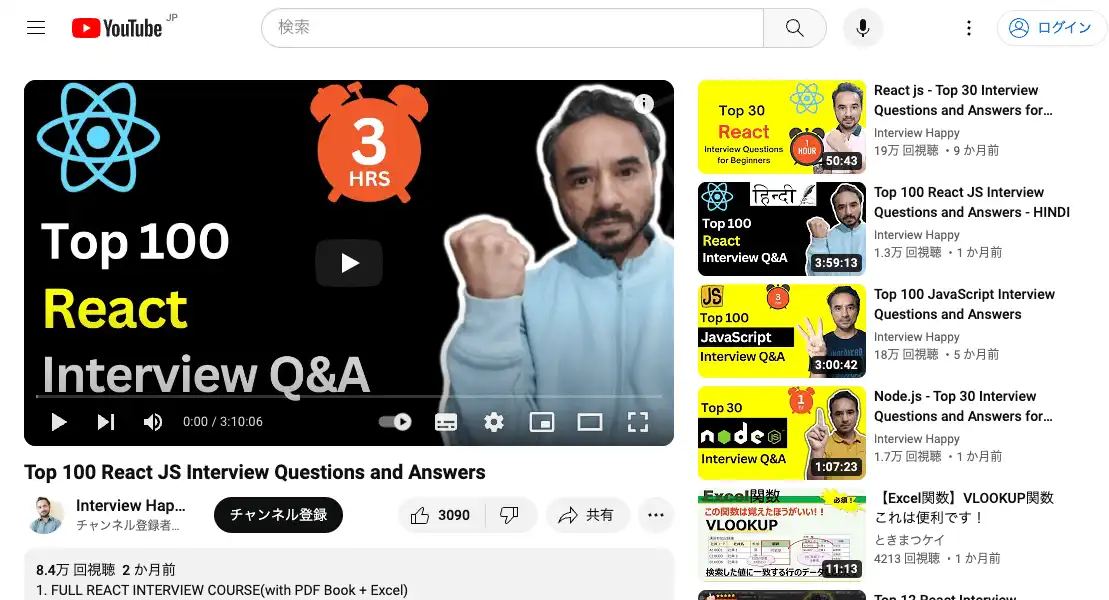 YouTube JP
検索
ログイン
3
HRS
Top 100
React
Interview Q&A
0:00 / 3:10:06
Top 100 React JS Interview Questions and Answers
Interview Hap...
チャンネル登録者...
チャンネル登録
3090
共有
8.4万 回視聴 2 か月前
1. FULL REACT INTERVIEW COURSE(with PDF Book + Excel)
Top 30
React
Interview Questions
for Beginners
1
HOUR
50:43
React js - Top 30 Interview
Questions and Answers for...
Interview Happy
19万 回視聴 ・9 か月前
हिन्दी
Top 100
React
Interview Q&A
3:59:13
Top 100 React JS Interview
Questions and Answers - HINDI
Interview Happy
1.3万 回視聴 ・1 か月前
JS
3
Top 100
JavaScript
Interview Q&A
3:00:42
Top 100 JavaScript Interview
Questions and Answers
Interview Happy
18万 回視聴 ・5 か月前
1
Top 30
node
JS
Interview Q&A
1:07:23
Node.js - Top 30 Interview
Questions and Answers for...
Interview Happy
1.7万 回視聴 ・1 か月前
Excel関数
必須！
この関数は覚えたほうがいい！！
VLOOKUP
検索した値に一致する行のデータ
11:13
【Excel関数】VLOOKUP関数
これは便利です！
ときまつケイ
4213 回視聴 ・1 か月前
Top 12 React Interview